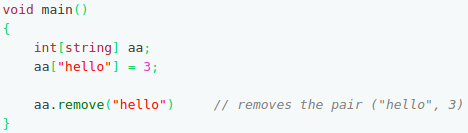 void main()
{
    int[string] aa;
    aa["hello"] = 3;

    aa.remove("hello")     // removes the pair ("hello", 3)
}